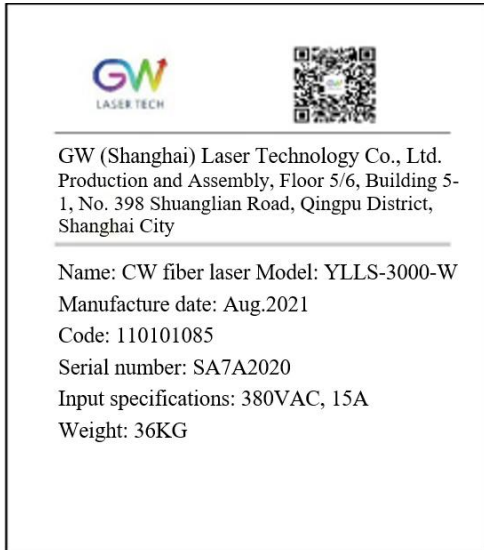 GW
LASER TECH
GW (Shanghai) Laser Technology Co., Ltd.
Production and Assembly, Floor 5/6, Building 5-
1, No. 398 Shuanglian Road, Qingpu District,
Shanghai City
Name: CW fiber laser Model: YLLS-3000-W
Manufacture date: Aug.2021
Code: 110101085
Serial number: SA7A2020
Input specifications: 380VAC, 15A
Weight: 36KG